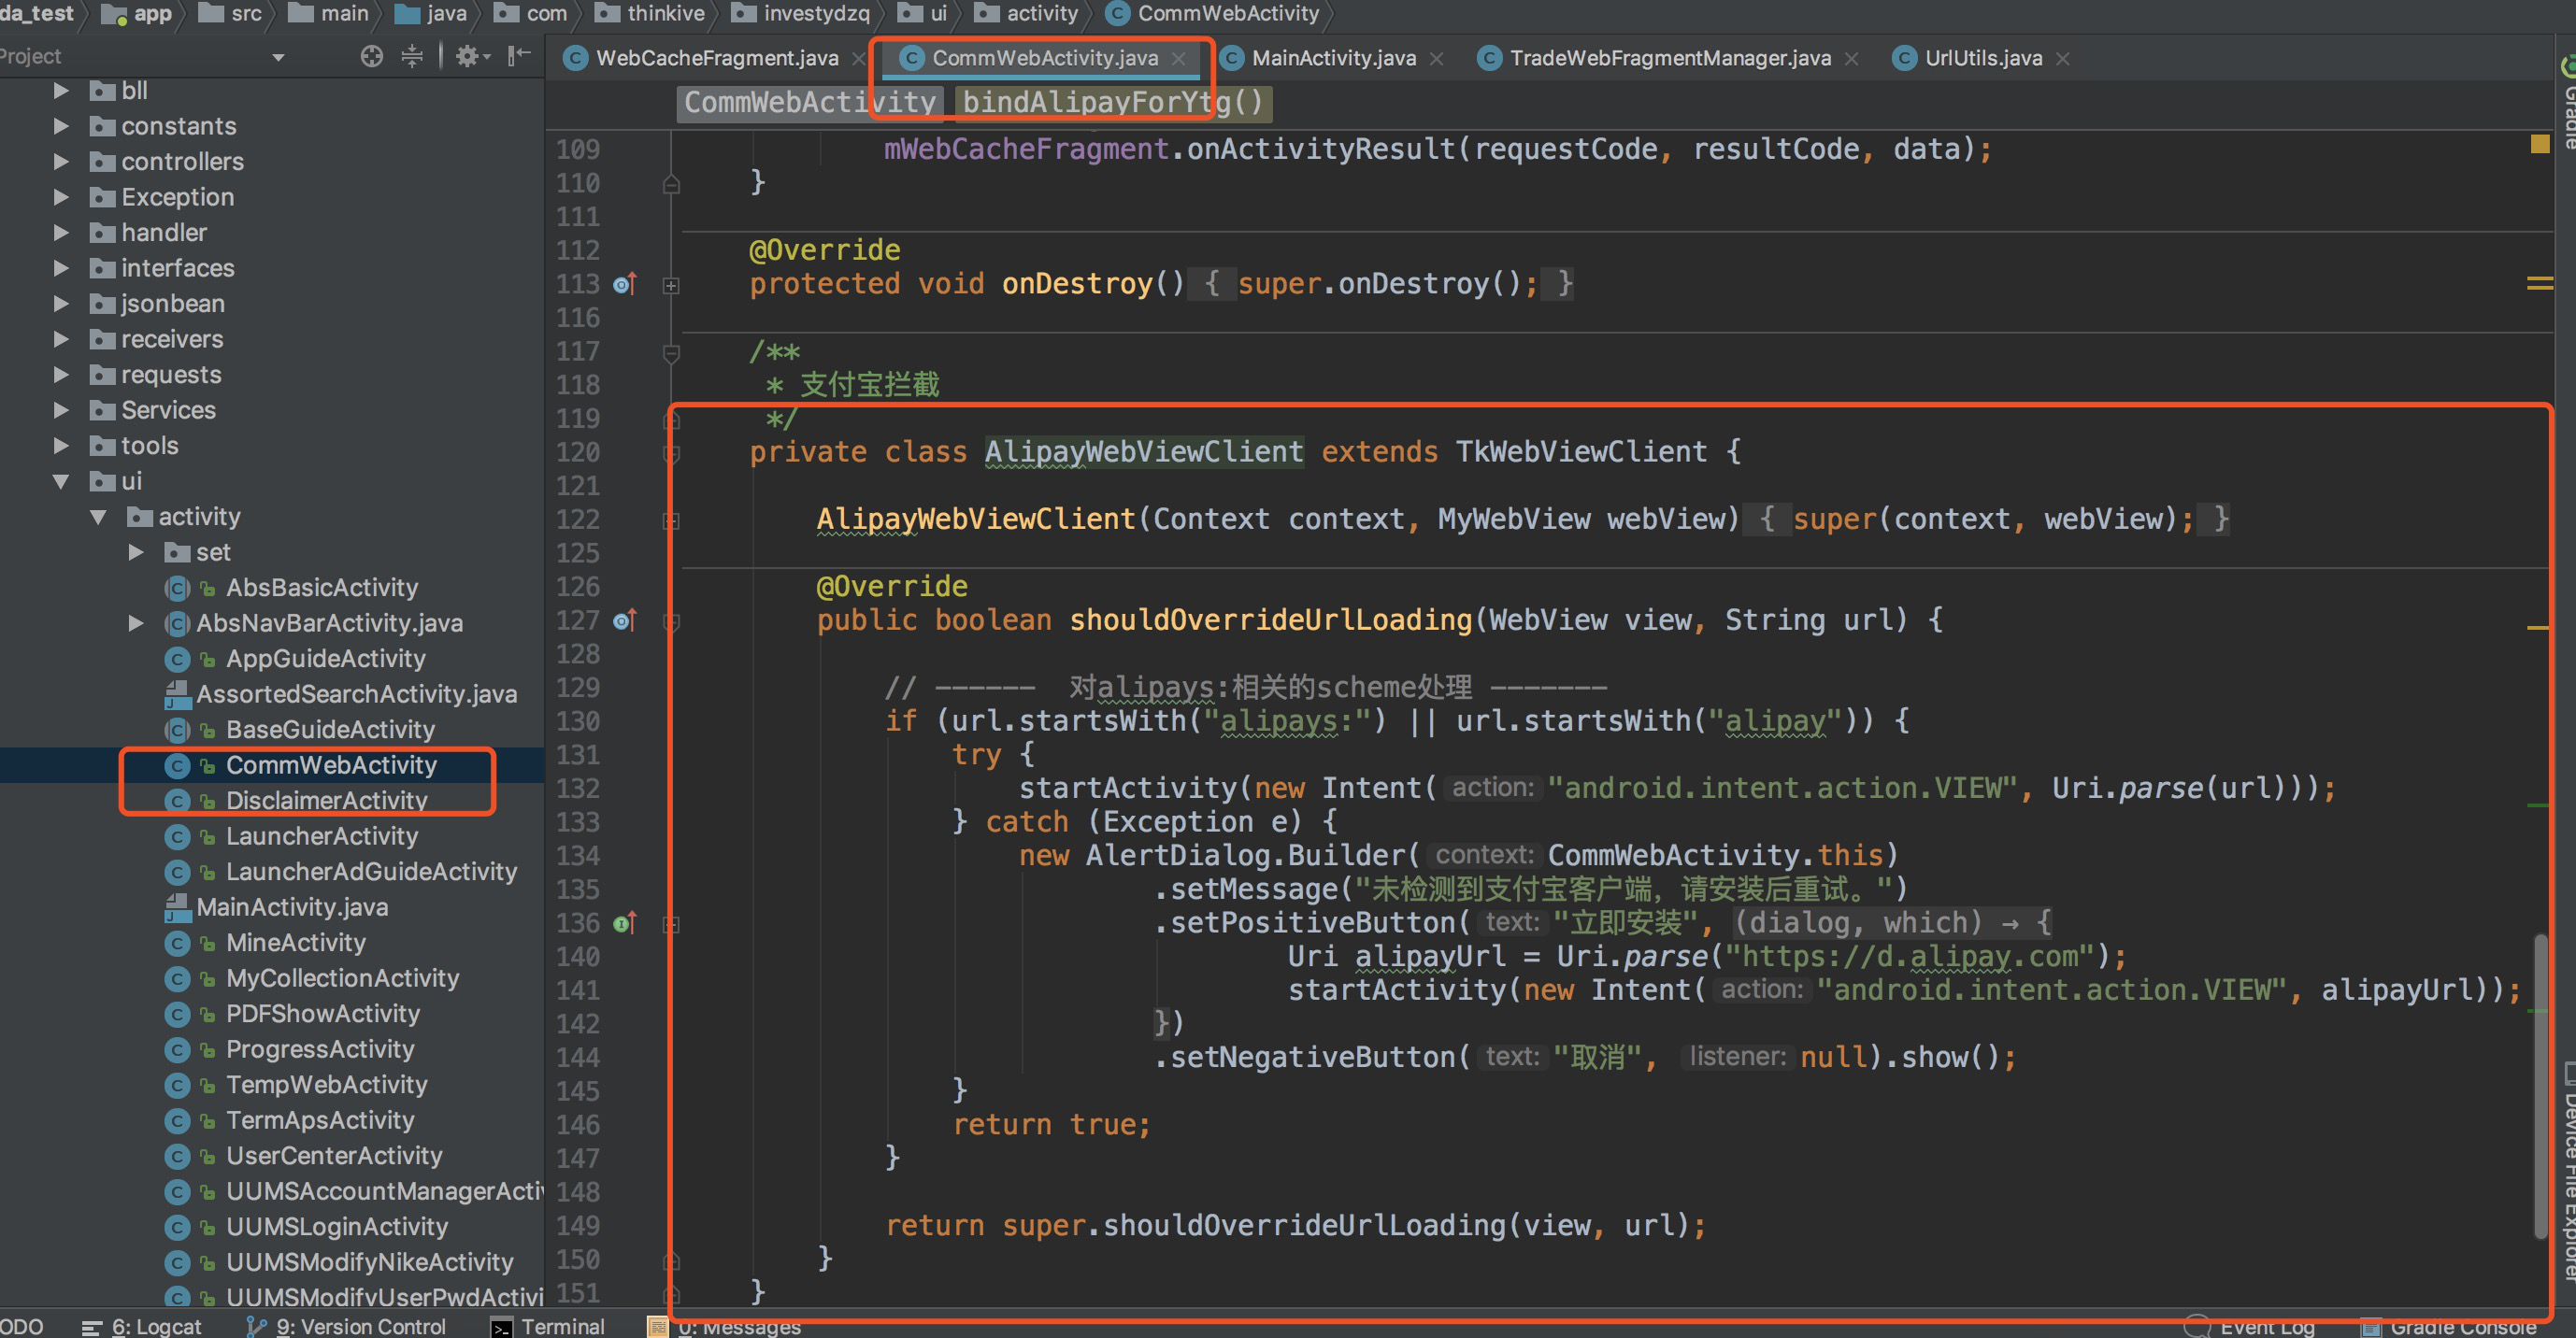 da_test app src main java com thinkive investydzq ui activity CommWebActivity
Project
WebCacheFragment.java CommWebActivity.java MainActivity.java TradeWebFragmentManager.java UrlUtils.java
CommWebActivity bindAlipayForYtg()
bll
constants
controllers
Exception
handler
interfaces
jsonbean
receivers
requests
Services
tools
ui
activity
set
AbsBasicActivity
AbsNavBarActivity.java
AppGuideActivity
AssortedSearchActivity.java
BaseGuideActivity
CommWebActivity
DisclaimerActivity
LauncherActivity
LauncherAdGuideActivity
MainActivity.java
MineActivity
MyCollectionActivity
PDFShowActivity
ProgressActivity
TempWebActivity
TermApsActivity
UserCenterActivity
UUMSAccountManagerActiv
UUMSLoginActivity
UUMSModifyNikeActivity
UUMSModifyUserPwdActivi
109 mWebCacheFragment.onActivityResult(requestCode, resultCode, data);
110 }
111
112 @Override
113 protected void onDestroy() { super.onDestroy(); }
116
117 /**
118 * 支付宝拦截
119 */
120 private class AlipayWebViewClient extends TkWebViewClient {
121
122 AlipayWebViewClient(Context context, MyWebView webView) { super(context, webView); }
125
126 @Override
127 public boolean shouldOverrideUrlLoading(WebView view, String url) {
128
129 // ------ 对alipays:相关的scheme处理 -------
130 if (url.startsWith("alipays:") || url.startsWith("alipay")) {
131 try {
132 startActivity(new Intent( action: "android.intent.action.VIEW", Uri.parse(url)));
133 } catch (Exception e) {
134 new AlertDialog.Builder( context: CommWebActivity.this)
135 .setMessage("未检测到支付宝客户端，请安装后重试。")
136 .setPositiveButton( text: "立即安装", (dialog, which) → {
140 Uri alipayUrl = Uri.parse("https://d.alipay.com");
141 startActivity(new Intent( action: "android.intent.action.VIEW", alipayUrl));
142 })
144 .setNegativeButton( text: "取消", listener: null).show();
145 }
146 return true;
147 }
148
149 return super.shouldOverrideUrlLoading(view, url);
150 }
151 }
Gradle
Device File Explorer
ODO 6: Logcat 9: Version Control Terminal 0: Messages Event Log Gradle Console